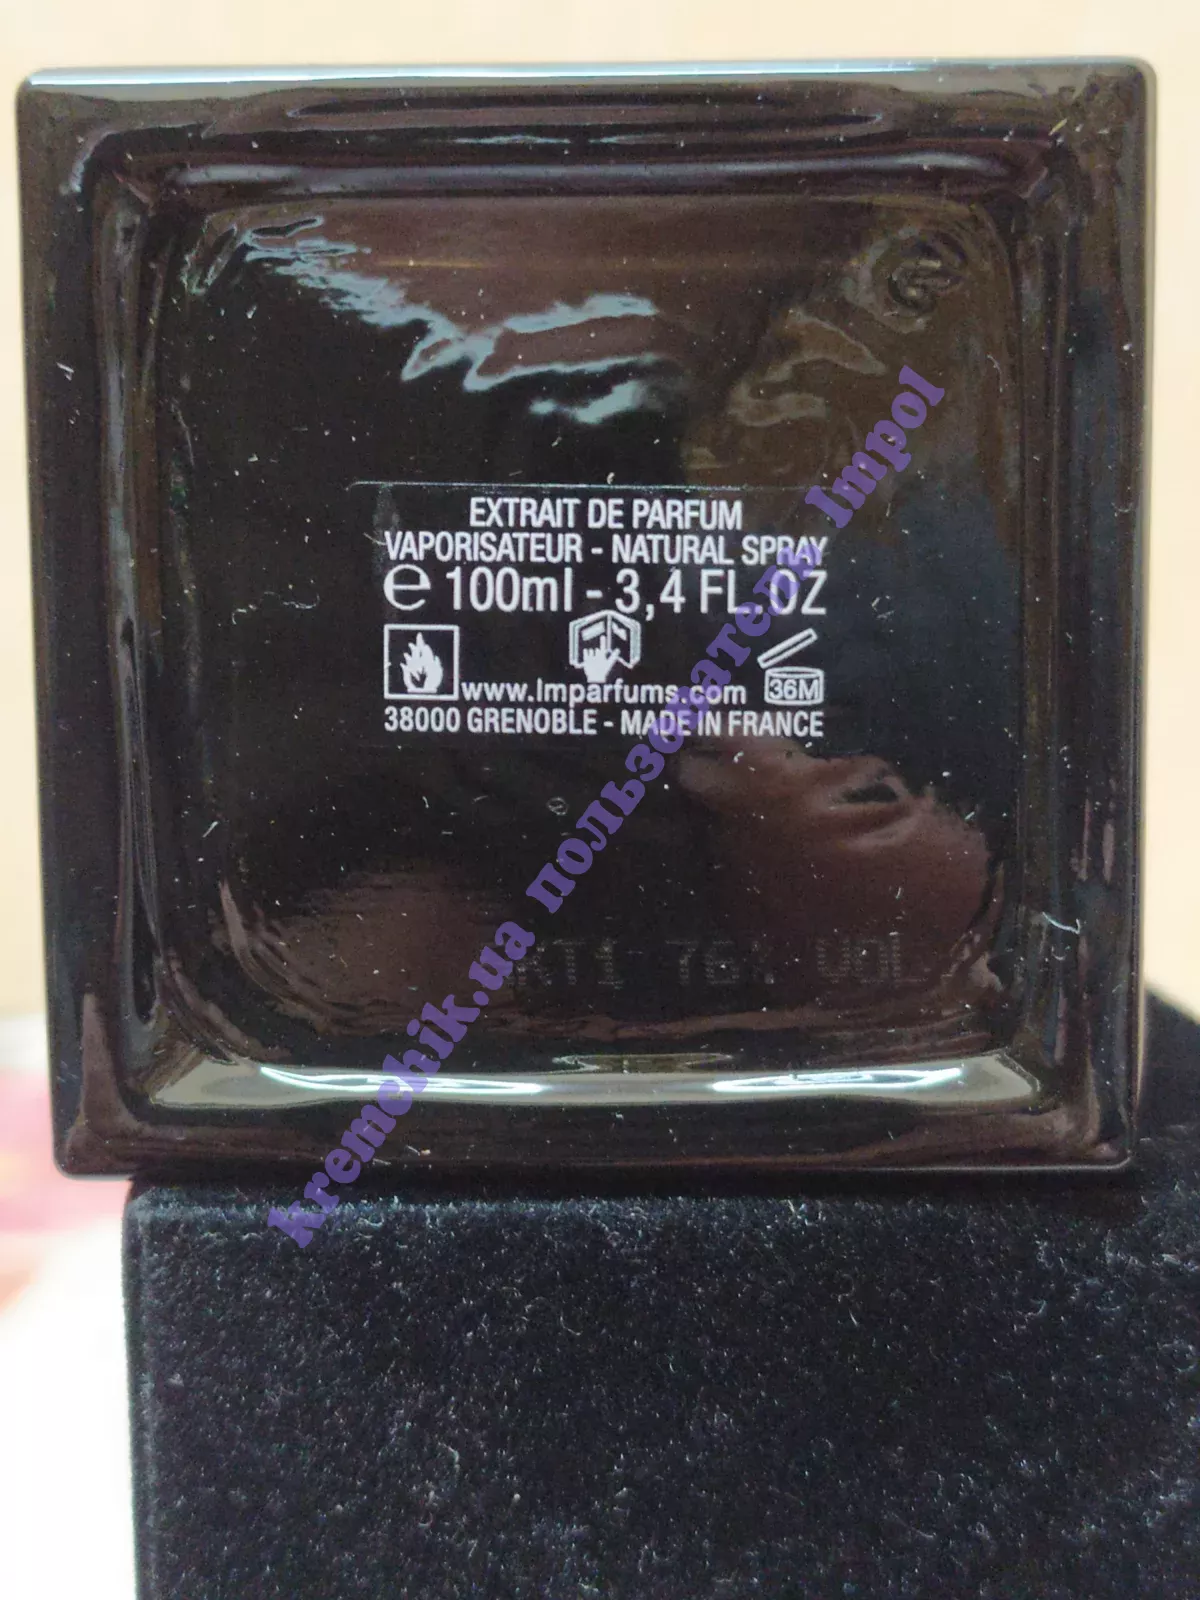 EXTRAIT DE PARFUM
VAPORISATEUR - NATURAL SPRAY
℮ 100ml - 3,4 FL.OZ
36M
www.lmparfums.com
38000 GRENOBLE - MADE IN FRANCE
76% VOL
kremchik.ua пользователь Impol